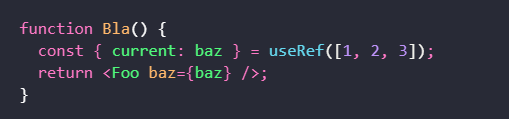 function Bla() {
  const { current: baz } = useRef([1, 2, 3]);
  return <Foo baz={baz} />;
}